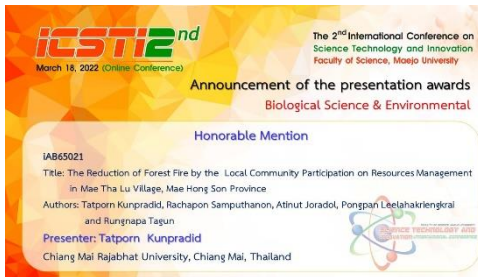 ICSTI2nd
The 2nd International Conference on
Science Technology and Innovation
Faculty of Science, Maejo University
March 18, 2022 (Online Conference)
Announcement of the presentation awards
Biological Science & Environmental
Honorable Mention
iAB65021
Title: The Reduction of Forest Fire by the Local Community Participation on Resources Management
in Mae Tha Lu Village, Mae Hong Son Province
Authors: Tatporn Kunpradid, Rachapon Samputhanon, Atinut Joradol, Pongpan Leelahakriengkrai
and Rungnapa Tagun
Presenter: Tatporn Kunpradid
Chiang Mai Rajabhat University, Chiang Mai, Thailand
SCIENCE TECHNOLOGY AND